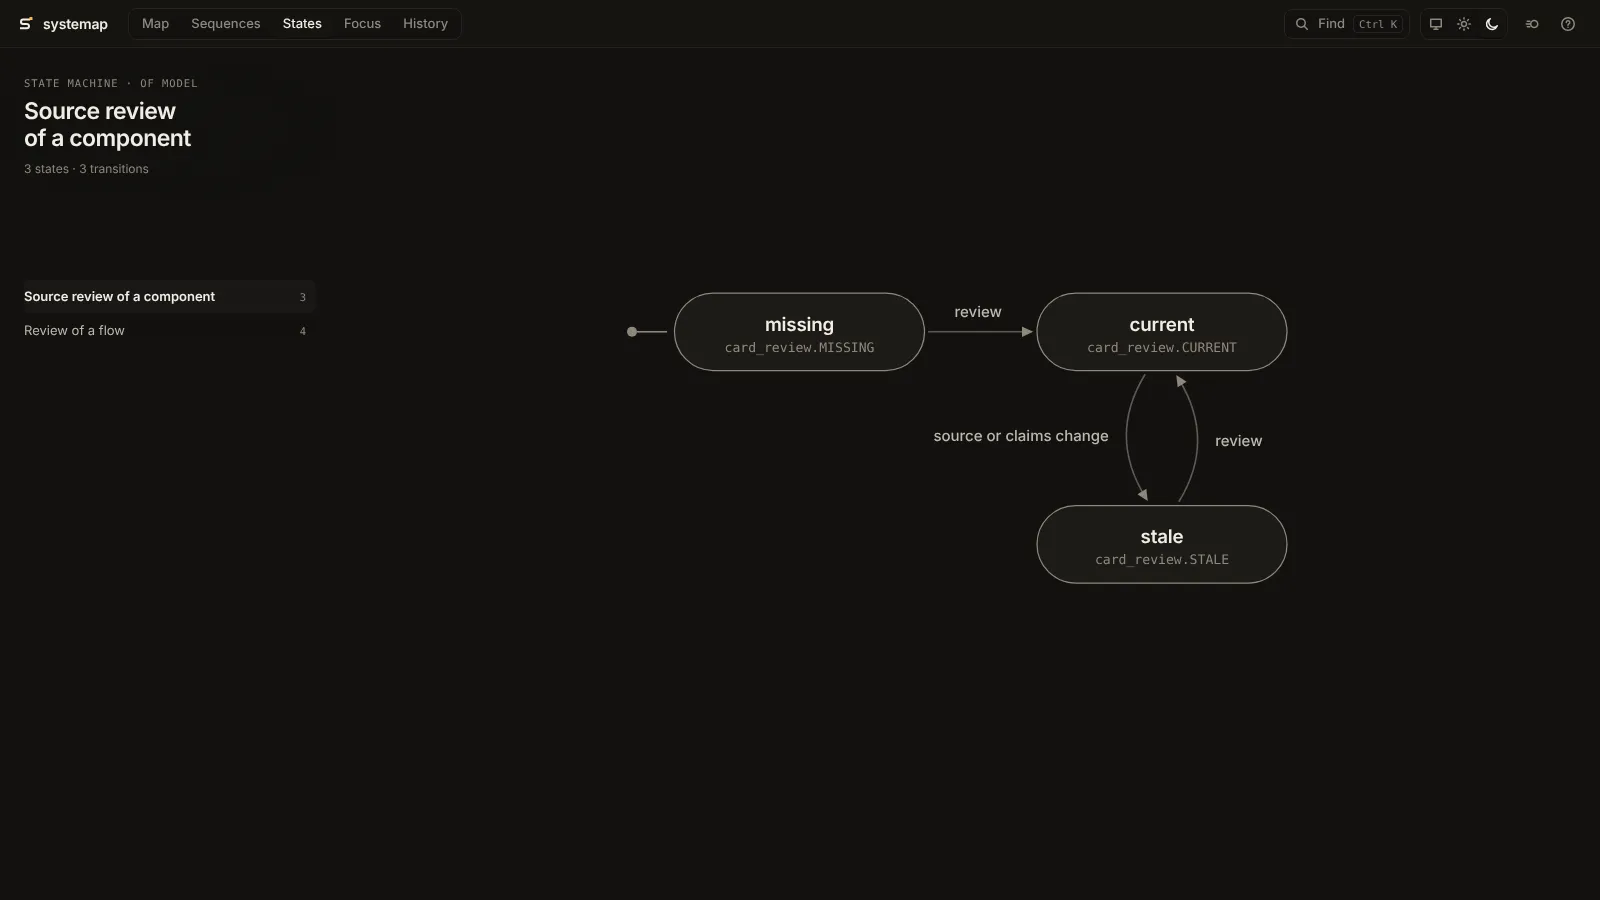 systemap
Map Sequences States Focus History
Find Ctrl K
STATE MACHINE · OF MODEL
Source review
of a component
3 states · 3 transitions
Source review of a component 3
Review of a flow 4
missing
card_review.MISSING
review
current
card_review.CURRENT
source or claims change
review
stale
card_review.STALE